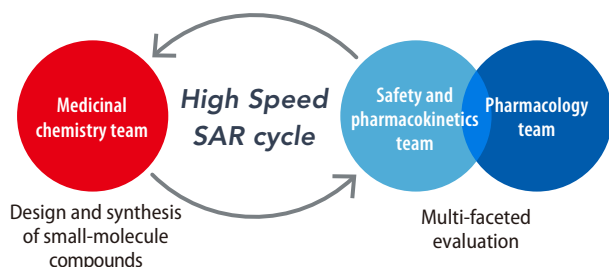 Medicinal
chemistry team
High Speed
SAR cycle
Safety and
pharmacokinetics
team
Pharmacology
team
Design and synthesis
of small-molecule
compounds
Multi-faceted
evaluation